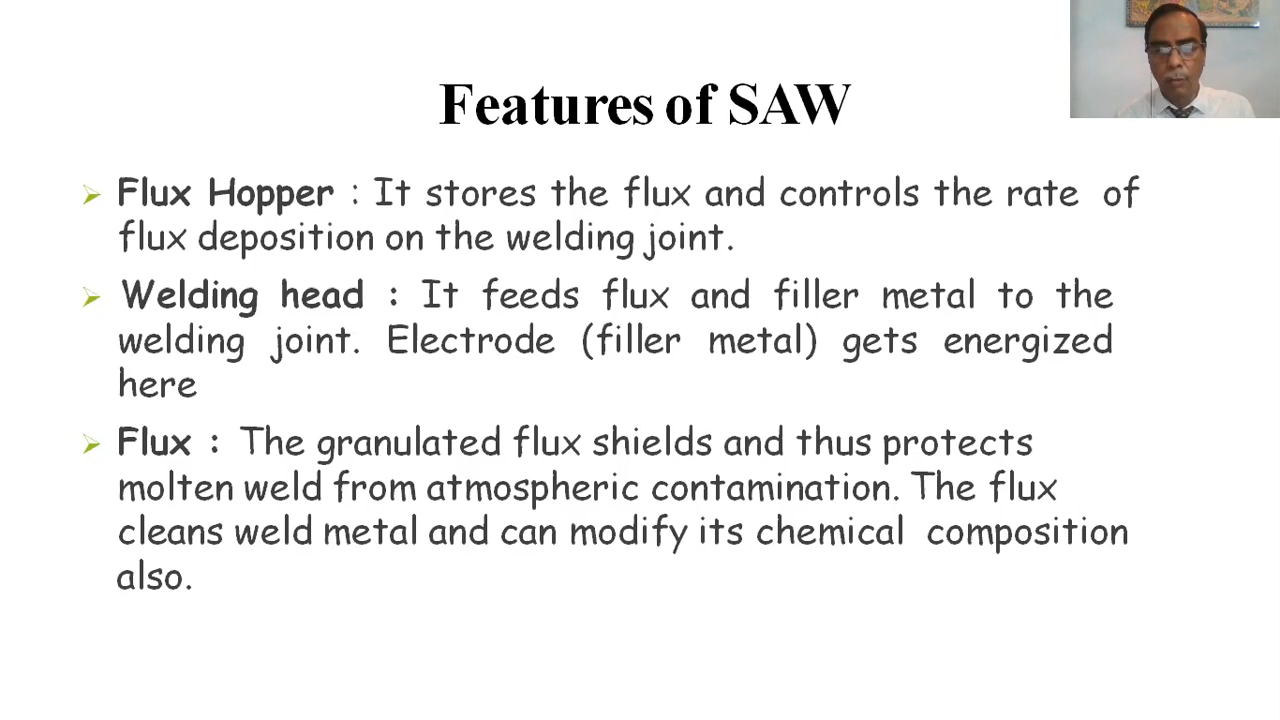 Features of SAW
Flux Hopper : It stores the flux and controls the rate of
flux deposition on the welding joint.
Welding head : It feeds flux and filler metal to the
welding joint. Electrode (filler metal) gets energized
here
Flux : The granulated flux shields and thus protects
molten weld from atmospheric contamination. The flux
cleans weld metal and can modify its chemical composition
also.